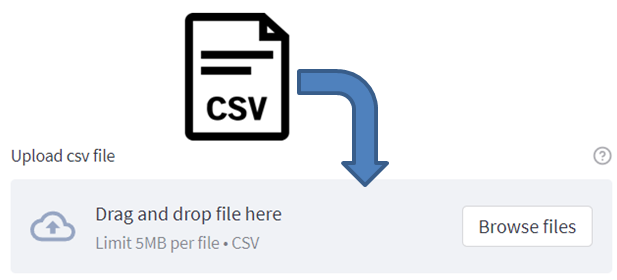 CSV
Upload csv file
?
Drag and drop file here
Limit 5MB per file • CSV
Browse files